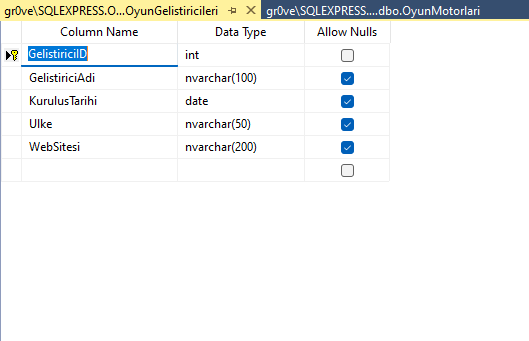 gr0ve\SQLEXPRESS.O...OyunGelistiricileri gr0ve\SQLEXPRESS....dbo.OyunMotorlari
Column Name Data Type Allow Nulls
GelistiriciID int
GelistiriciAdi nvarchar(100)
KurulusTarihi date
Ulke nvarchar(50)
WebSitesi nvarchar(200)